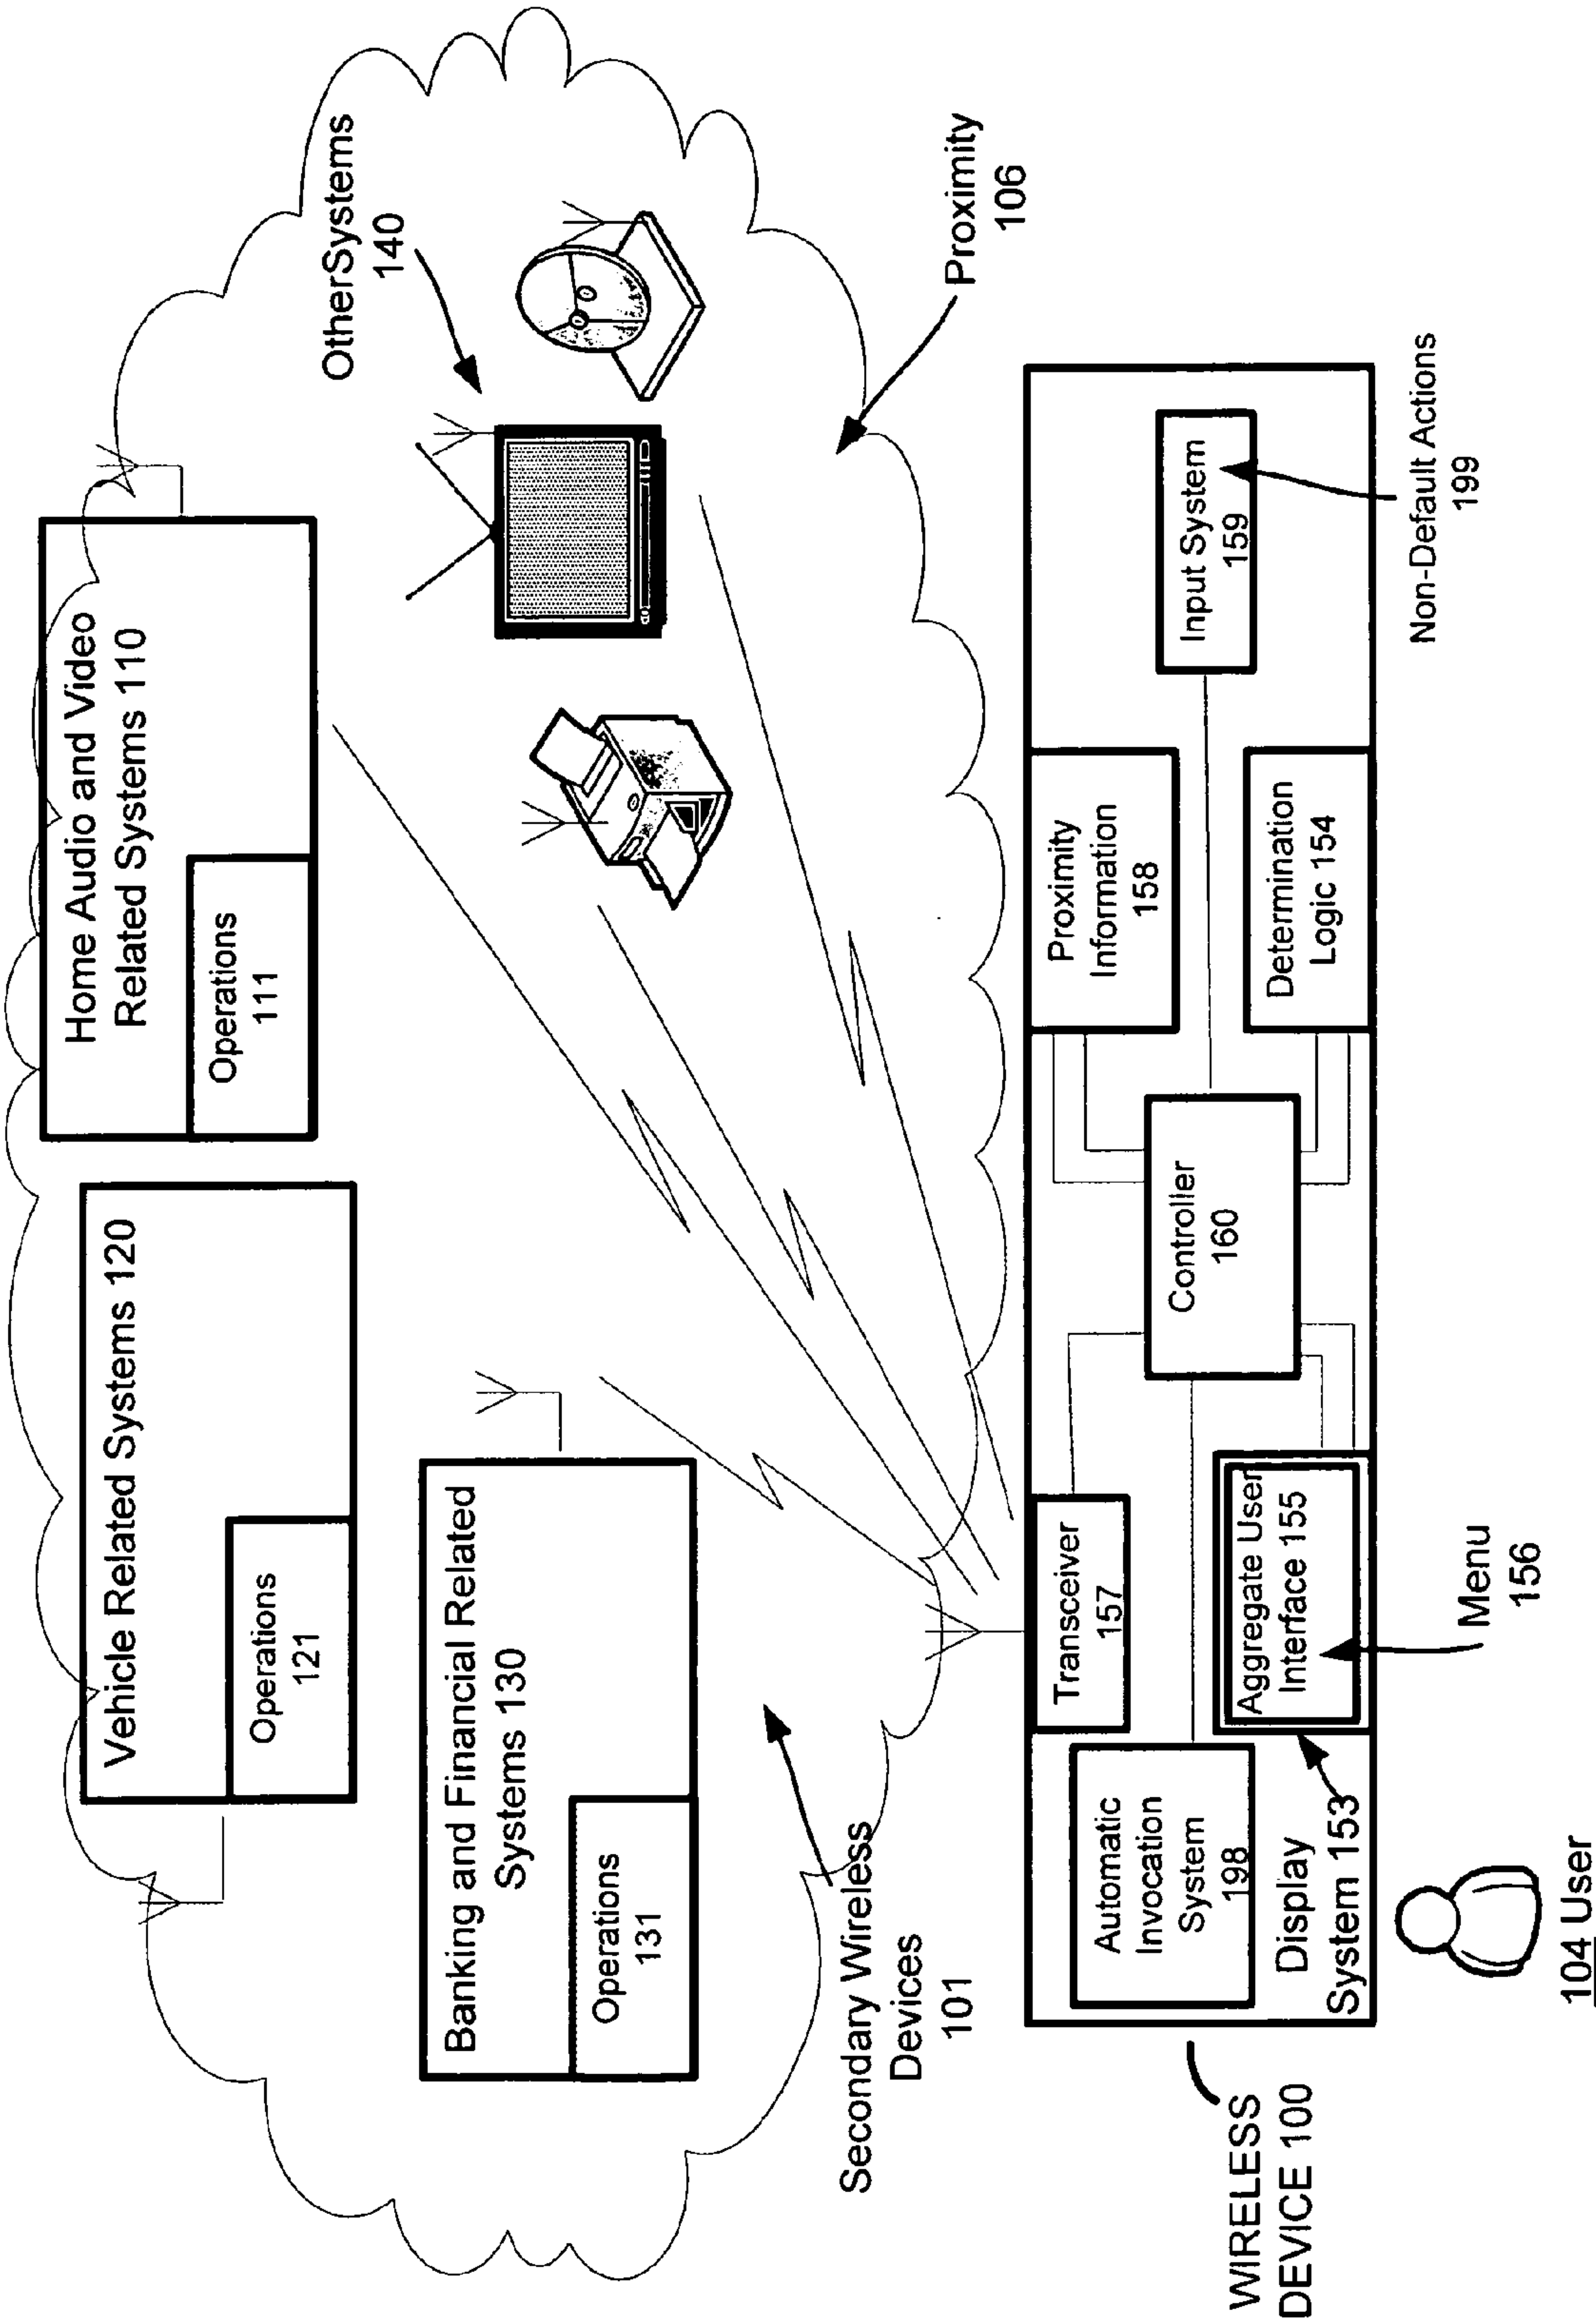 Home Audio and Video
Related Systems 110
Operations
111
Vehicle Related Systems 120
Operations
121
Banking and Financial Related
Systems 130
Operations
131
OtherSystems
140
Proximity
106
Secondary Wireless
Devices
101
WIRELESS
DEVICE 100
Automatic
Invocation
System
198
Display
System 153
Transceiver
157
Aggregate User
Interface 155
Menu
156
Controller
160
Proximity
Information
158
Determination
Logic 154
Input System
159
Non-Default Actions
199
104 User